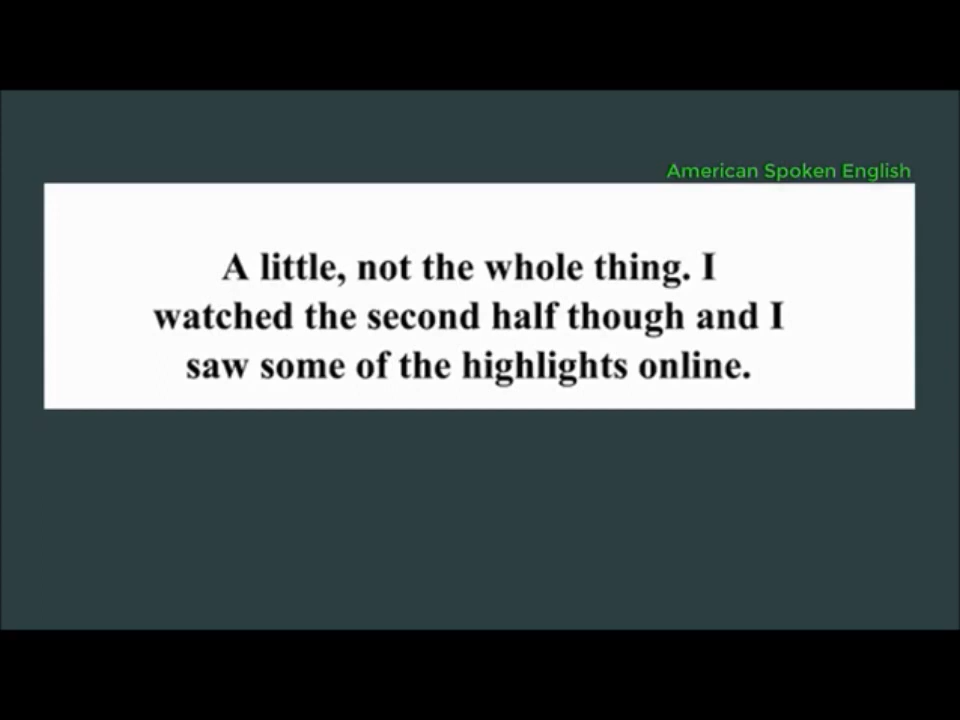 American Spoken English
A little, not the whole thing. I
watched the second half though and I
saw some of the highlights online.